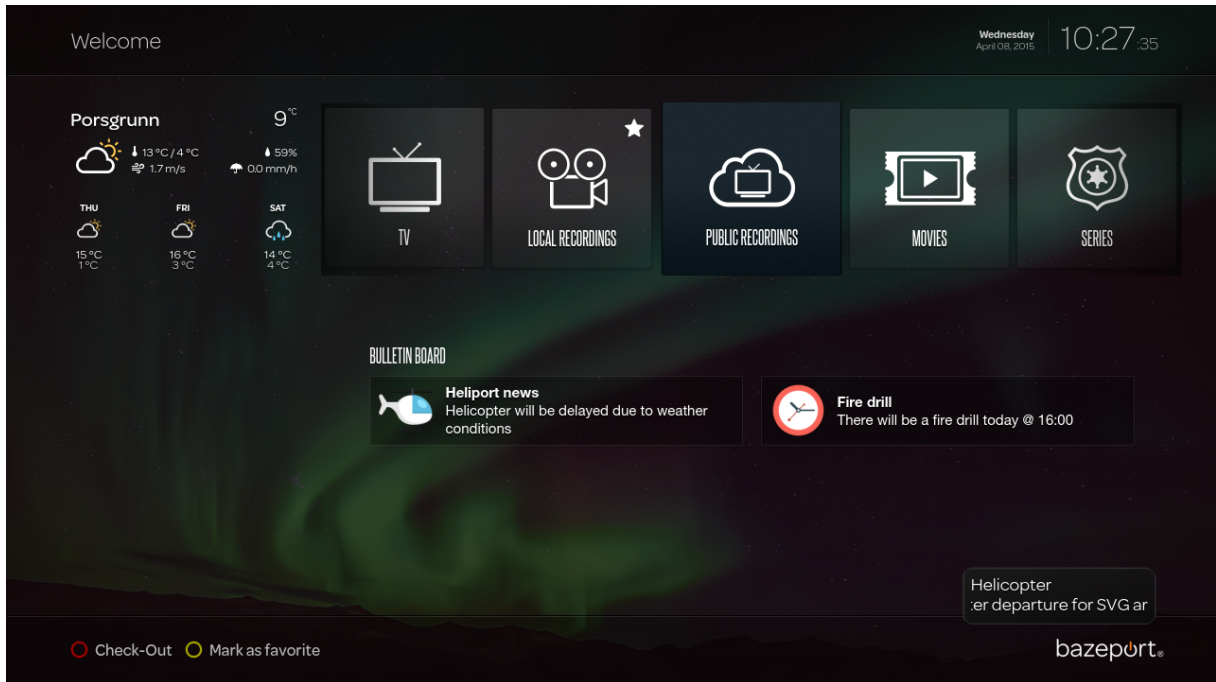 Welcome
Wednesday
April 08, 2015
10:27:35
Porsgrunn
9°C
13 °C / 4 °C
59%
1.7 m/s
0.0 mm/h
THU FRI SAT
15 °C 16 °C 14 °C
1 °C 3 °C 4 °C
TV
LOCAL RECORDINGS
PUBLIC RECORDINGS
MOVIES
SERIES
BULLETIN BOARD
Heliport news
Helicopter will be delayed due to weather
conditions
Fire drill
There will be a fire drill today @ 16:00
Helicopter
:er departure for SVG ar
Check-Out Mark as favorite
bazeport®